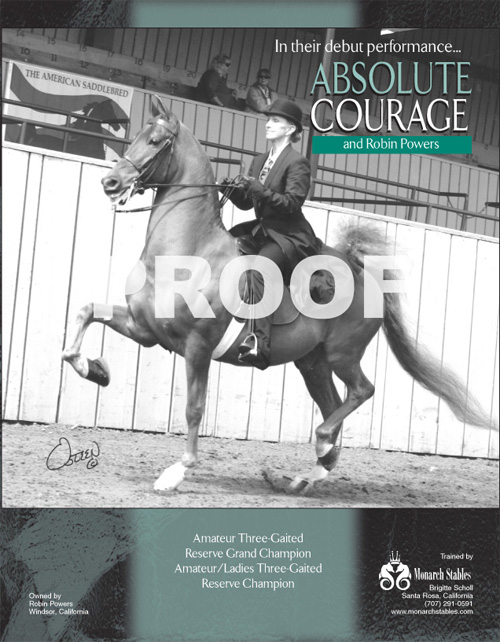 In their debut performance...
ABSOLUTE
COURAGE
and Robin Powers
THE AMERICAN SADDLEBRED
PROOF
Amateur Three-Gaited
Reserve Grand Champion
Amateur/Ladies Three-Gaited
Reserve Champion
Owned by
Robin Powers
Windsor, California
Trained by
Monarch Stables
Brigitte Scholl
Santa Rosa, California
(707) 291-0591
www.monarchstables.com